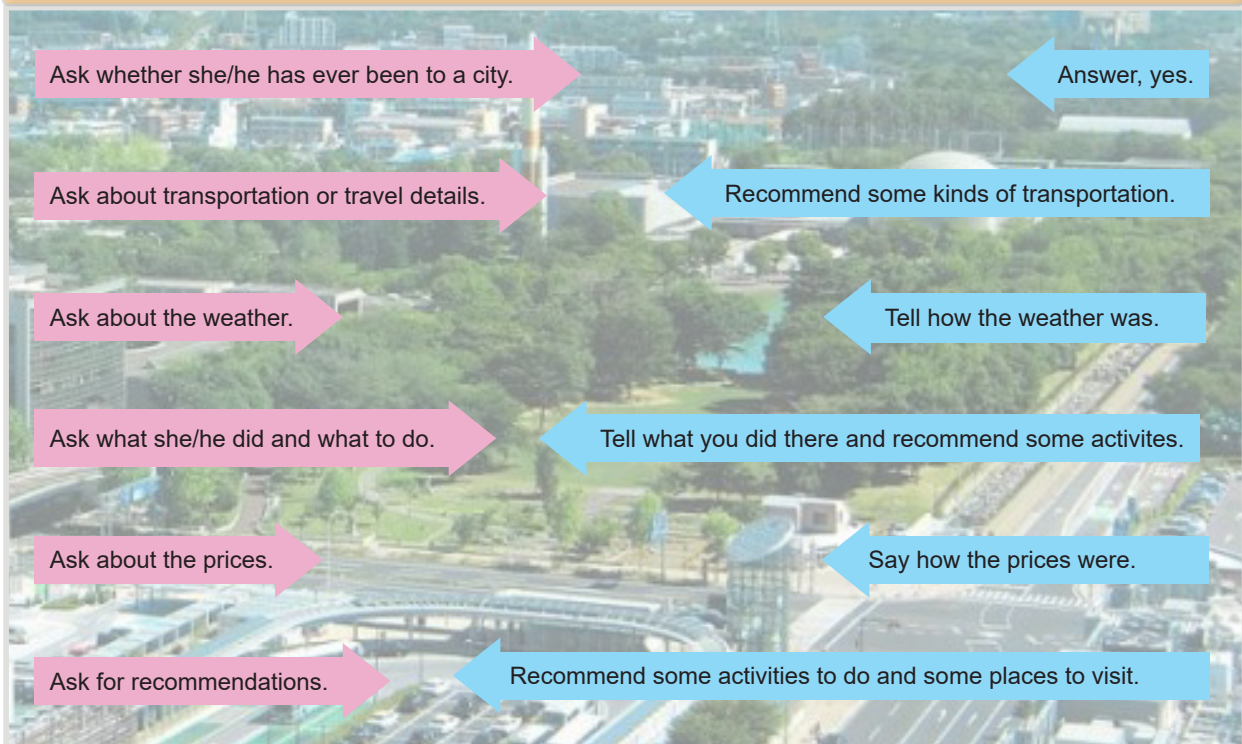 Ask whether she/he has ever been to a city.
Answer, yes.
Ask about transportation or travel details.
Recommend some kinds of transportation.
Ask about the weather.
Tell how the weather was.
Ask what she/he did and what to do.
Tell what you did there and recommend some activites.
Ask about the prices.
Say how the prices were.
Ask for recommendations.
Recommend some activities to do and some places to visit.